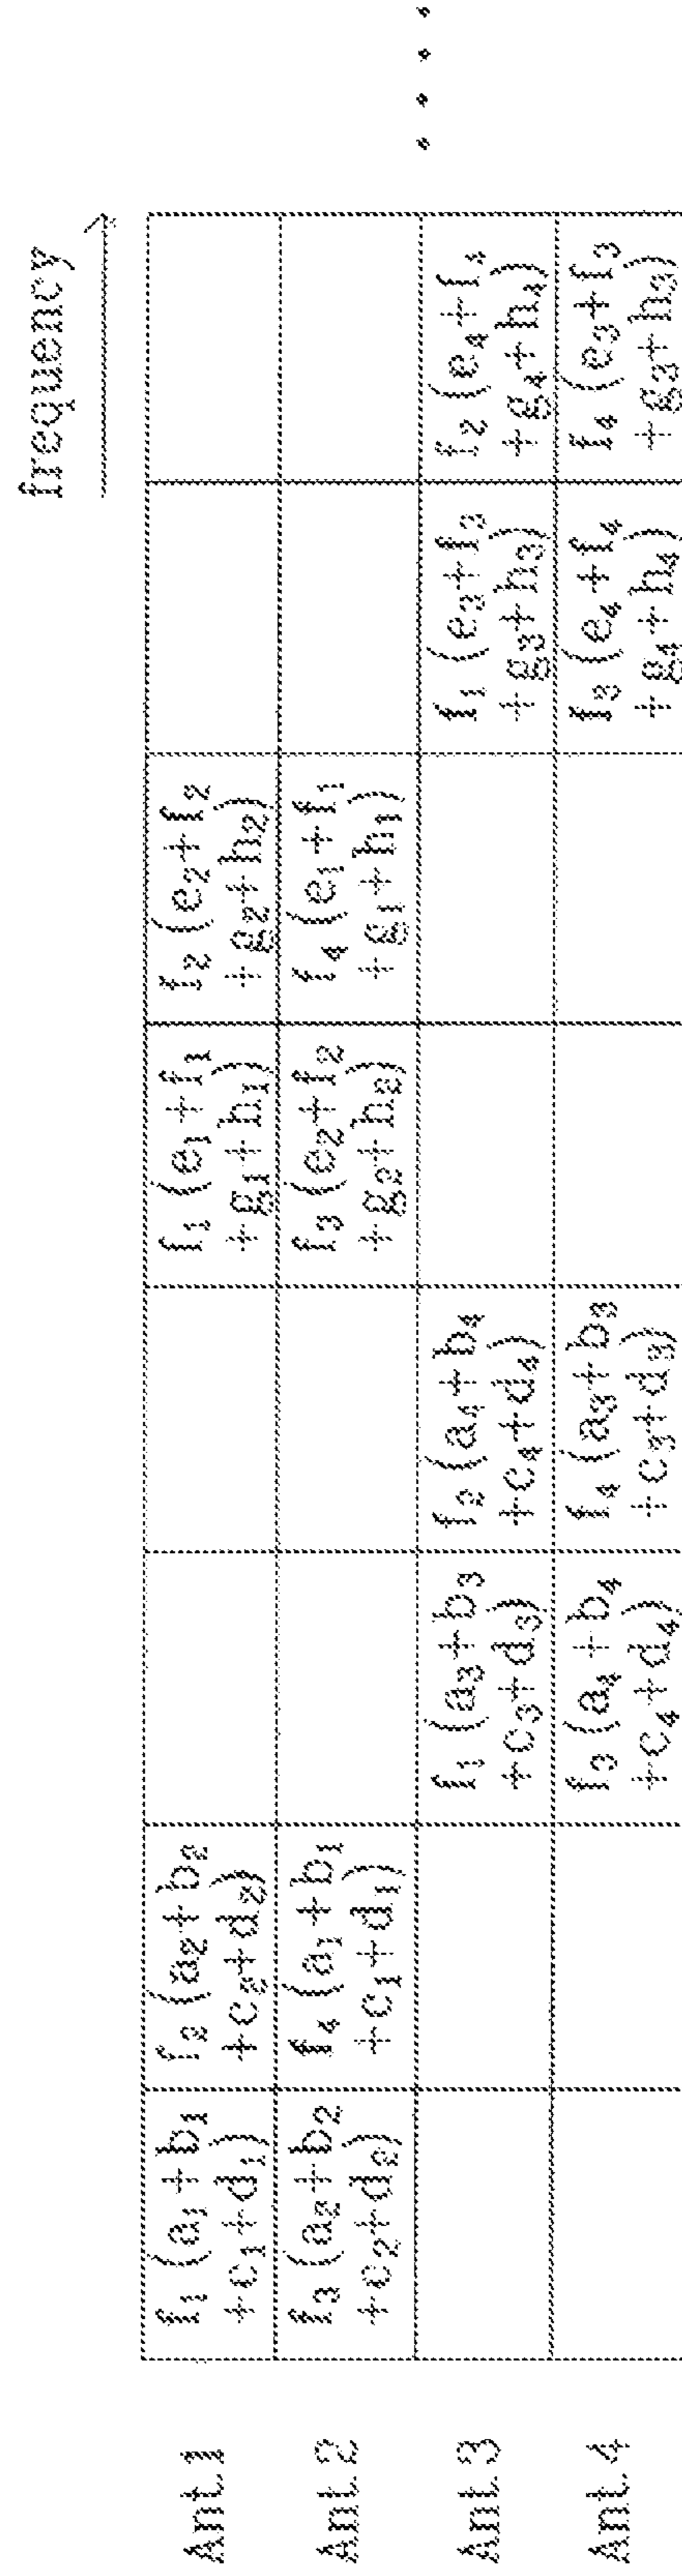 frequency
Ant.1 f₁(a₁+b₁ f₂(a₂+b₂ f₁(e₁+f₁ f₂(e₂+f₂
+c₁+d₁) +c₂+d₂) +g₁+h₁) +g₂+h₂)
Ant.2 f₃(a₂+b₂ f₄(a₁+b₁ f₃(e₂+f₂ f₄(e₁+f₁
+c₂+d₂) +c₁+d₁) +g₂+h₂) +g₁+h₁)
Ant.3 f₁(a₃+b₃ f₂(a₄+b₄ f₁(e₃+f₃ f₂(e₄+f₄
+c₃+d₃) +c₄+d₄) +g₃+h₃) +g₄+h₄)
Ant.4 f₃(a₄+b₄ f₄(a₃+b₃ f₃(e₄+f₄ f₄(e₃+f₃
+c₄+d₄) +c₃+d₃) +g₄+h₄) +g₃+h₃)